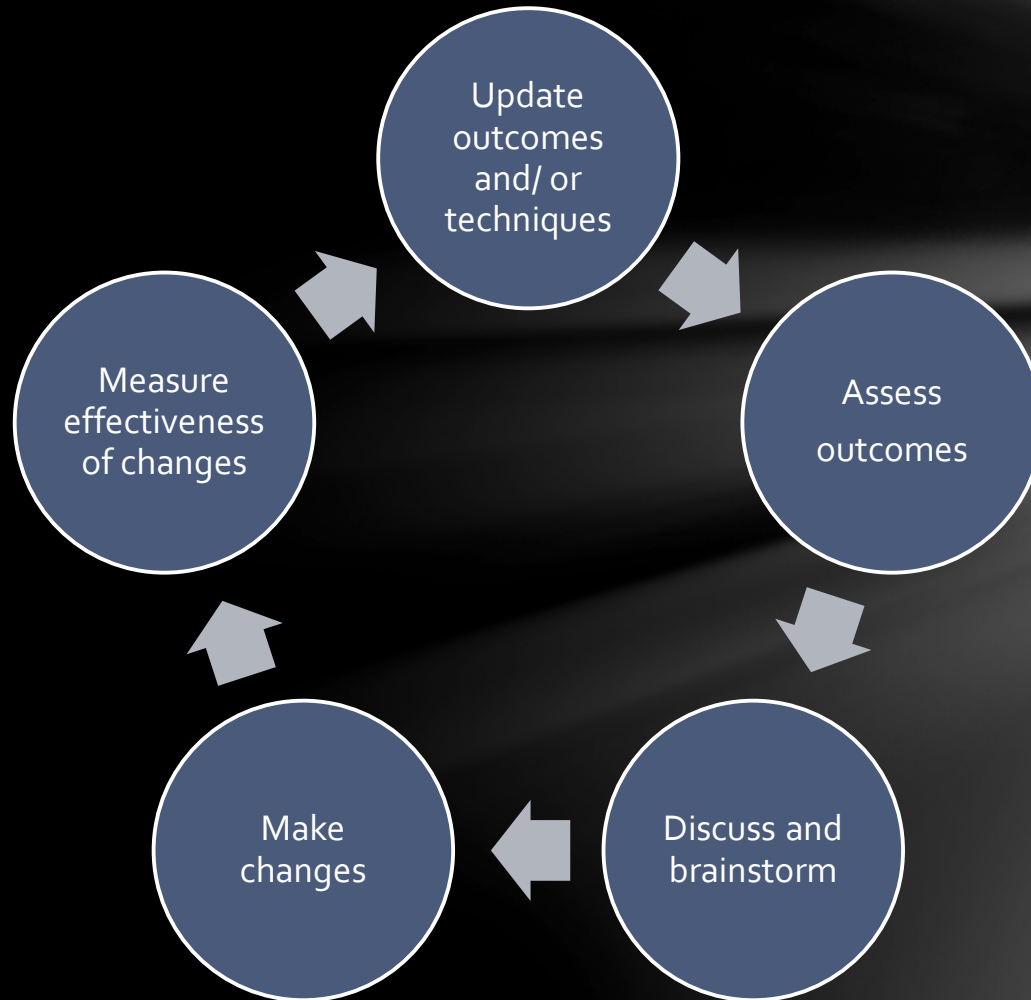 Update
outcomes
and/ or
techniques
Assess
outcomes
Discuss and
brainstorm
Make
changes
Measure
effectiveness
of changes